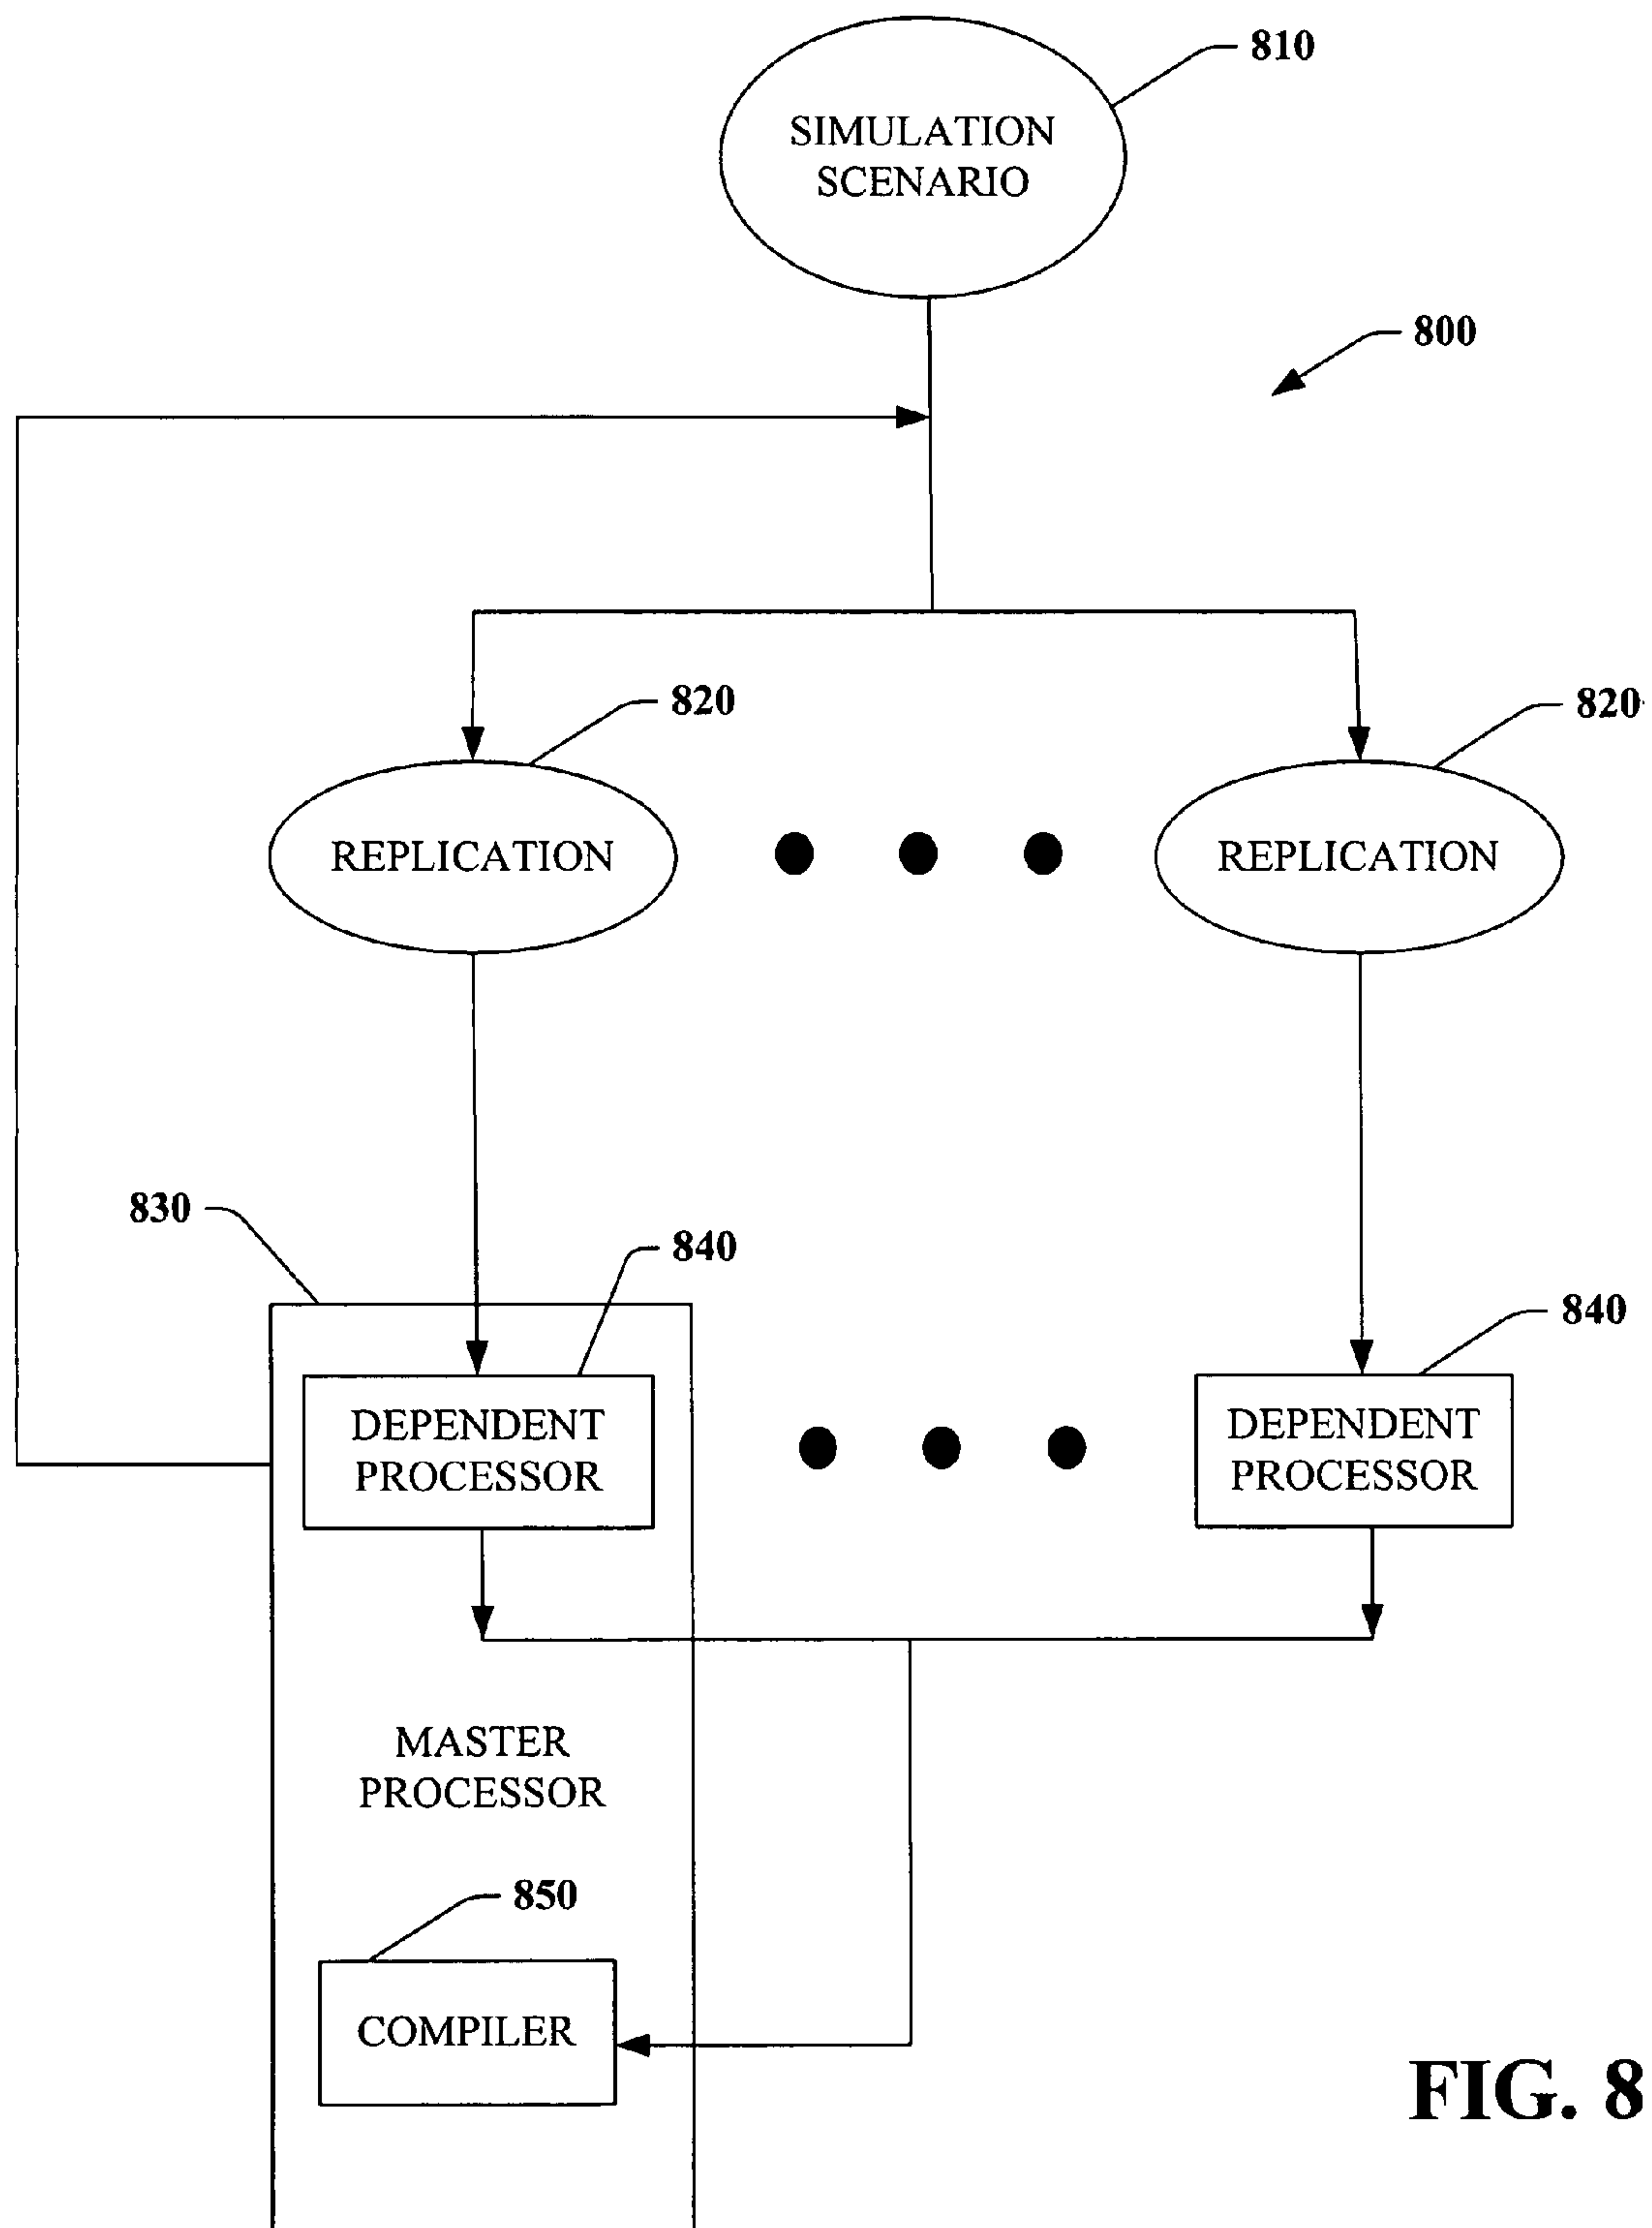 810
SIMULATION
SCENARIO
800
820
820
REPLICATION
REPLICATION
830
840
840
DEPENDENT
PROCESSOR
DEPENDENT
PROCESSOR
MASTER
PROCESSOR
850
COMPILER
FIG. 8